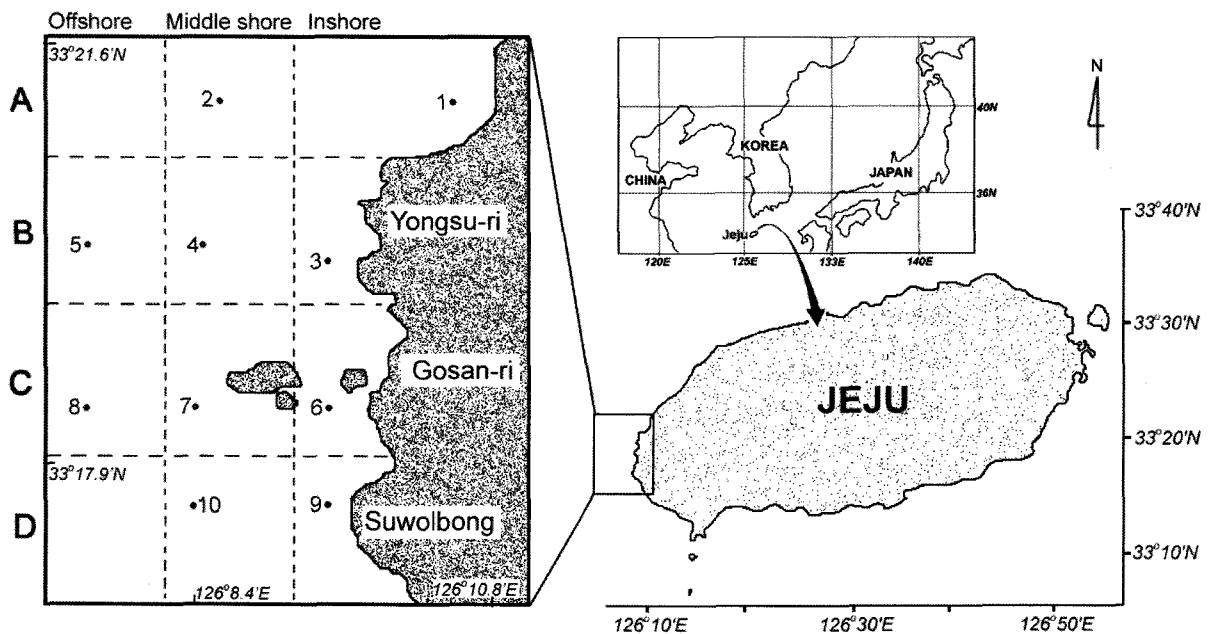 Offshore Middle shore Inshore
33°21.6'N
A
2
1
B
Yongsu-ri
5
4
3
C
Gosan-ri
8
7
6
33°17.9'N
D
10
9
Suwolbong
126°8.4'E
126°10.8'E
KOREA
JAPAN
CHINA
Jeju
40N
36N
120E
125E
133E
140E
N
JEJU
33°40'N
33°30'N
33°20'N
33°10'N
126°10'E
126°30'E
126°50'E